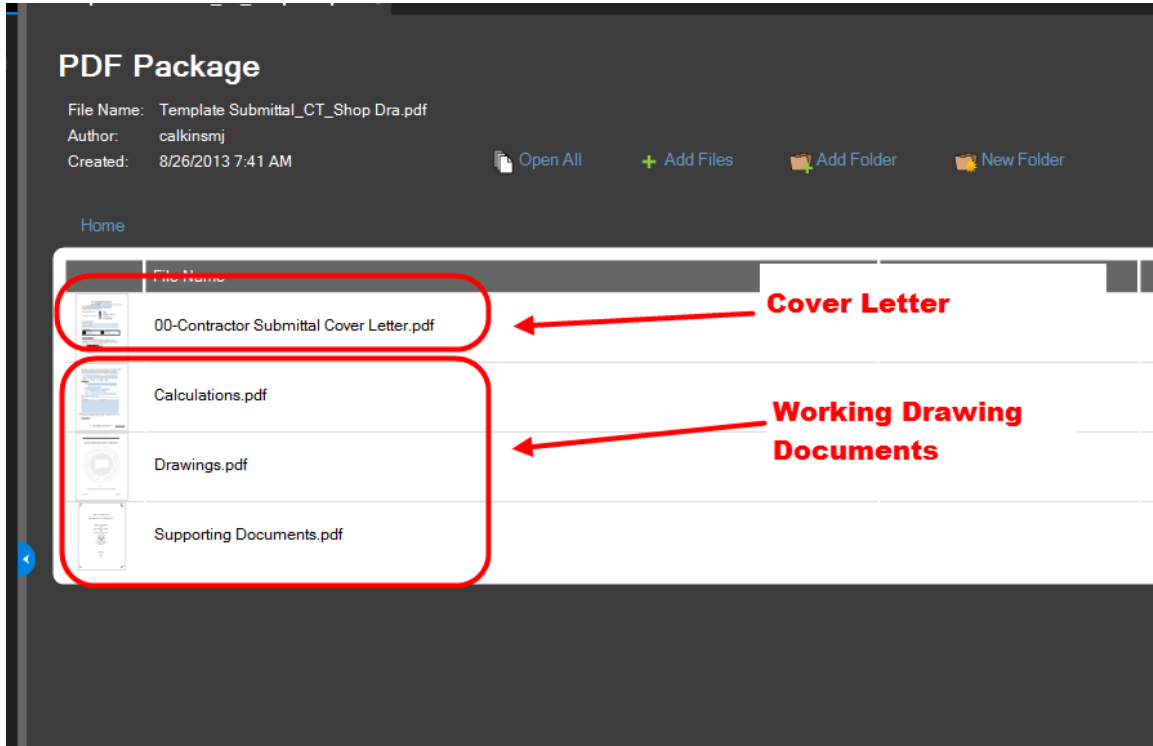 PDF Package
File Name: Template Submittal_CT_Shop Dra.pdf
Author: calkinsmj
Created: 8/26/2013 7:41 AM
Open All Add Files Add Folder New Folder
Home
File Name
00-Contractor Submittal Cover Letter.pdf
Cover Letter
Calculations.pdf
Working Drawing
Documents
Drawings.pdf
Supporting Documents.pdf